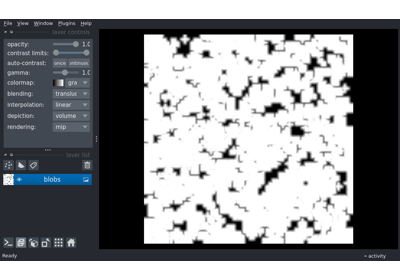 File View Window Plugins Help
layer controls
opacity: 1.0
contrast limits:
auto-contrast: once
gamma: 1.0
colormap: gra
blending: translu
interpolation: linear
depiction: volume
rendering: mip
layer list
blobs
Ready
activity